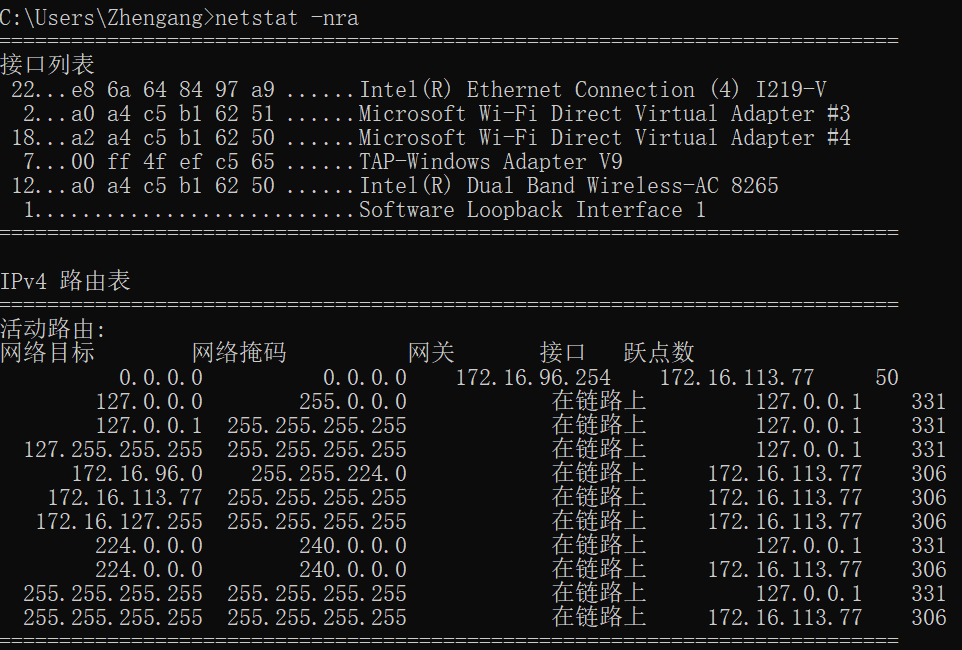 C:\Users\Zhengang>netstat -nra
===========================================================================
接口列表
 22...e8 6a 64 84 97 a9 ......Intel(R) Ethernet Connection (4) I219-V
  2...a0 a4 c5 b1 62 51 ......Microsoft Wi-Fi Direct Virtual Adapter #3
 18...a2 a4 c5 b1 62 50 ......Microsoft Wi-Fi Direct Virtual Adapter #4
  7...00 ff 4f ef c5 65 ......TAP-Windows Adapter V9
 12...a0 a4 c5 b1 62 50 ......Intel(R) Dual Band Wireless-AC 8265
  1...........................Software Loopback Interface 1
===========================================================================
IPv4 路由表
===========================================================================
活动路由:
网络目标        网络掩码          网关       接口   跃点数
          0.0.0.0          0.0.0.0    172.16.96.254    172.16.113.77     50
        127.0.0.0        255.0.0.0            在链路上         127.0.0.1    331
        127.0.0.1  255.255.255.255            在链路上         127.0.0.1    331
  127.255.255.255  255.255.255.255            在链路上         127.0.0.1    331
      172.16.96.0    255.255.224.0            在链路上     172.16.113.77    306
    172.16.113.77  255.255.255.255            在链路上     172.16.113.77    306
   172.16.127.255  255.255.255.255            在链路上     172.16.113.77    306
        224.0.0.0        240.0.0.0            在链路上         127.0.0.1    331
        224.0.0.0        240.0.0.0            在链路上     172.16.113.77    306
  255.255.255.255  255.255.255.255            在链路上         127.0.0.1    331
  255.255.255.255  255.255.255.255            在链路上     172.16.113.77    306
===========================================================================